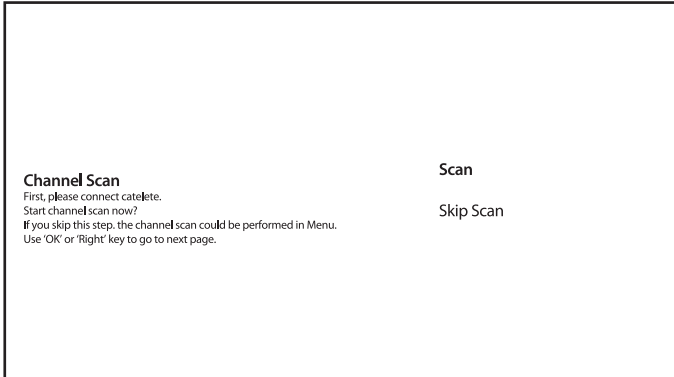 Channel Scan
First, please connect catelete.
Start channel scan now?
If you skip this step. the channel scan could be performed in Menu.
Use ‘OK’ or ‘Right’ key to go to next page.
Scan
Skip Scan